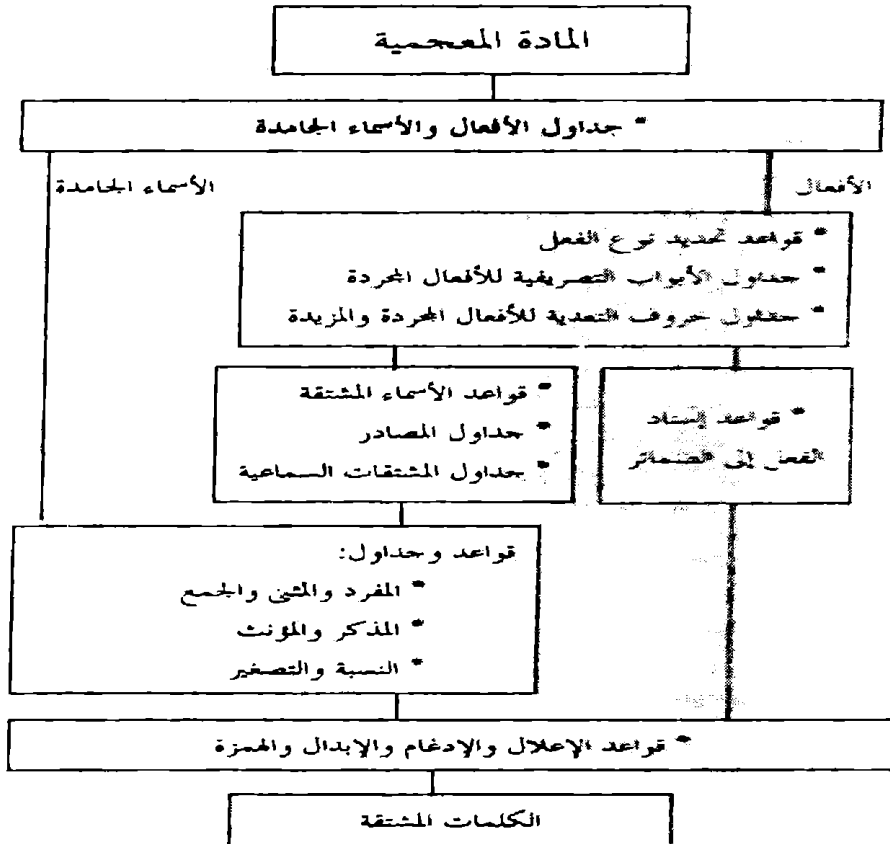 المادة المعجمية
* جداول الأفعال والأسماء الجامدة
الأفعال
الأسماء الجامدة
* قواعد تحديد نوع الفعل
* جداول الأبواب التصريفية للأفعال المجردة
* جداول حروف التعدية للأفعال المجردة والمزيدة
* قواعد إسناد
الفعل إلى الضمائر
* قواعد الأسماء المشتقة
* جداول المصادر
* جداول المشتقات السماعية
قواعد وجداول:
* المفرد والمثنى والجمع
* المذكر والمؤنث
* النسبة والتصغير
* قواعد الإعلال والإدغام والإبدال والهمزة
الكلمات المشتقة